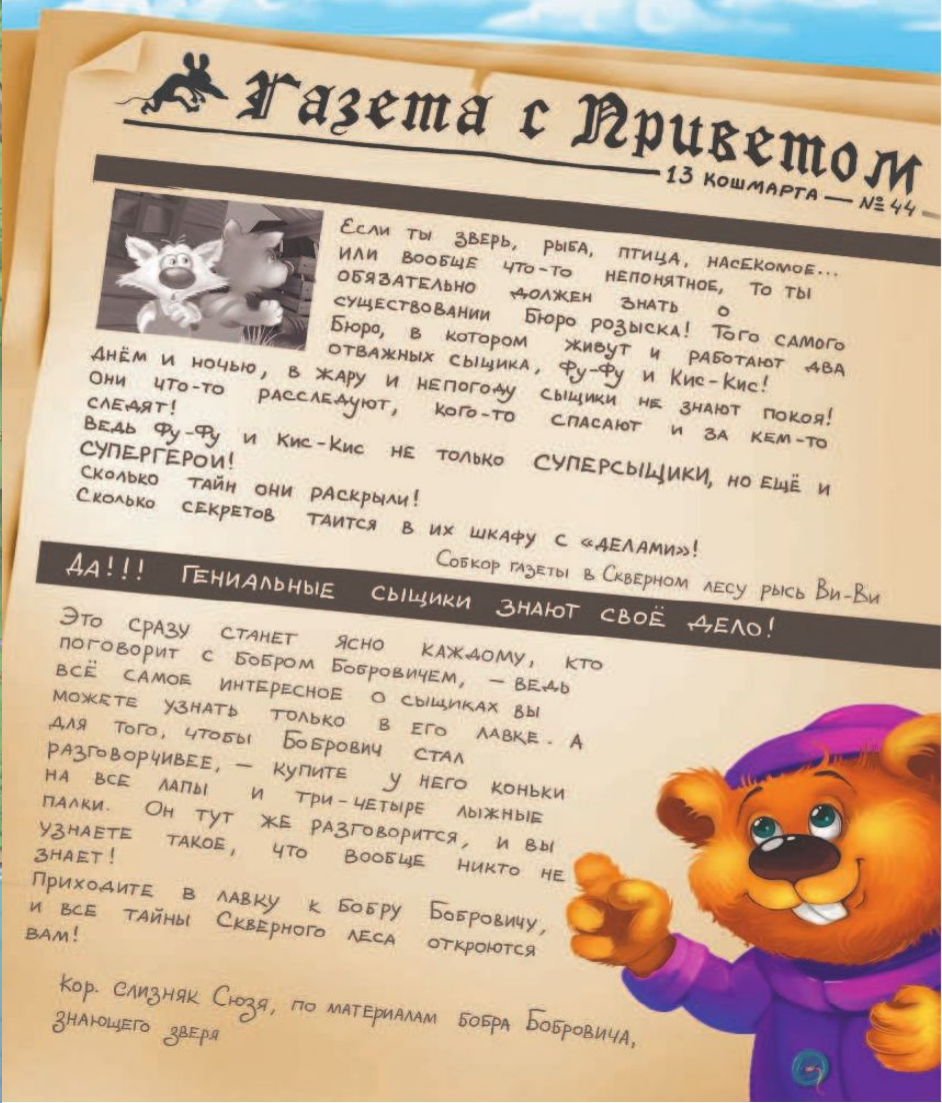 Газета с Приветом
13 КОШМАРТА — № 44
Если ты зверь, рыба, птица, насекомое...
или вообще что-то непонятное, то ты
обязательно должен знать о
существовании Бюро розыска! Того самого
Бюро, в котором живут и работают два
отважных сыщика, Фу-Фу и Кис-Кис!
Днём и ночью, в жару и непогоду сыщики не знают покоя!
Они что-то расследуют, кого-то спасают и за кем-то
следят!
Ведь Фу-Фу и Кис-Кис не только СУПЕРСЫЩИКИ, но ещё и
СУПЕРГЕРОИ!
Сколько тайн они раскрыли!
Сколько секретов таится в их шкафу с «делами»!
Собкор газеты в Скверном лесу рысь Ви-Ви
ДА!!! ГЕНИАЛЬНЫЕ СЫЩИКИ ЗНАЮТ СВОЁ ДЕЛО!
Это сразу станет ясно каждому, кто
поговорит с бобром Бобровичем, — ведь
всё самое интересное о сыщиках вы
можете узнать только в его лавке. А
для того, чтобы Бобрович стал
разговорчивее, — купите у него коньки
на все лапы и три-четыре лыжные
палки. Он тут же разговорится, и вы
узнаете такое, что вообще никто не
знает!
Приходите в лавку к бобру Бобровичу,
и все тайны Скверного леса откроются
вам!
Кор. слизняк Сюзя, по материалам бобра Бобровича,
знающего зверя